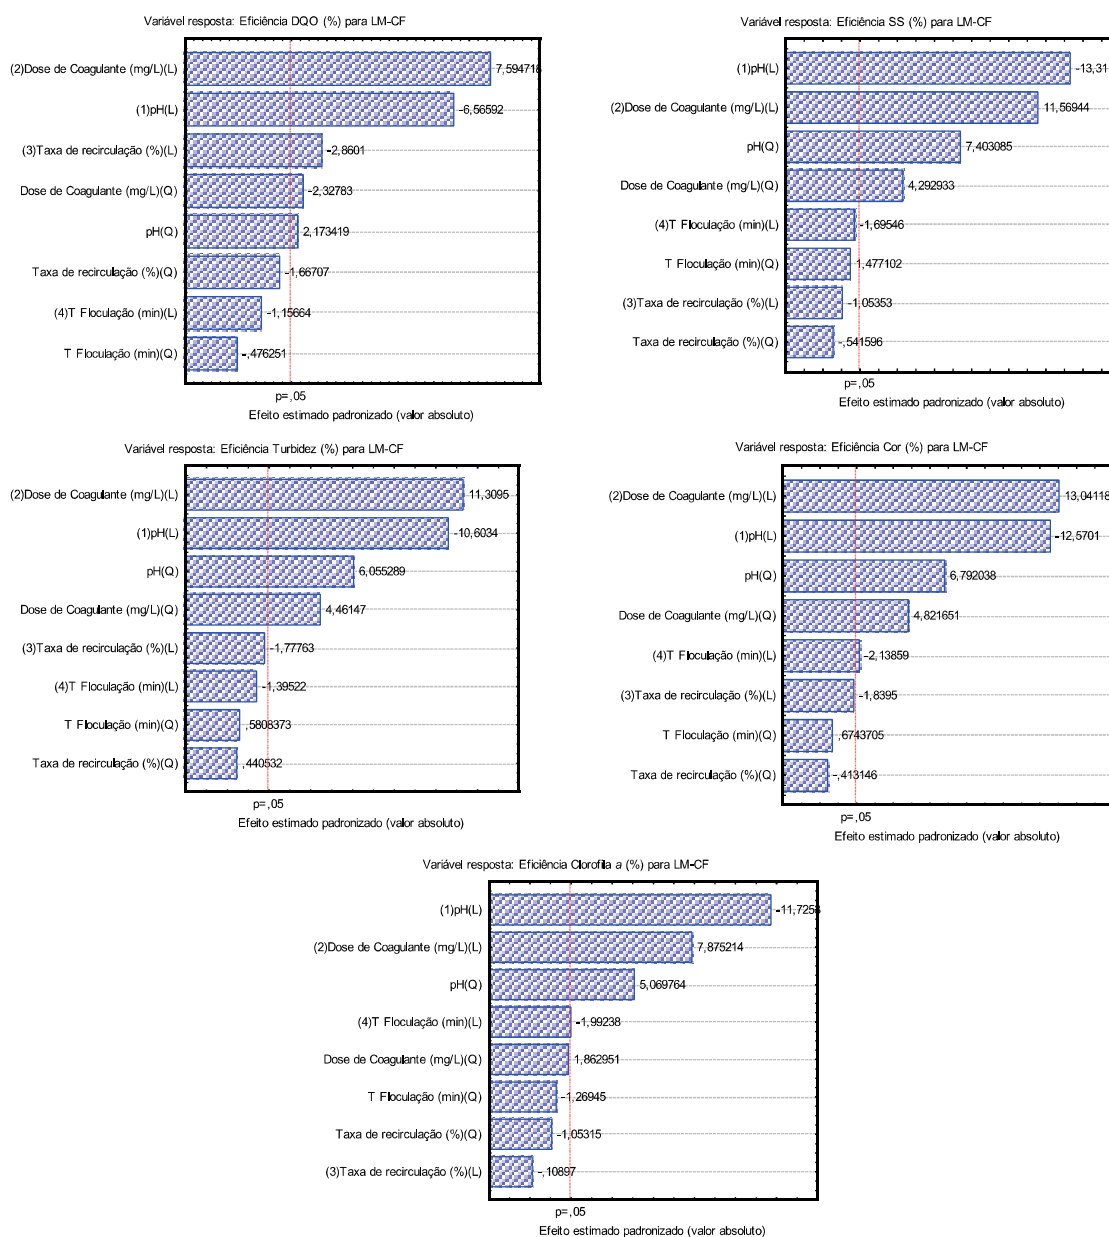 Variável resposta: Eficiência DQO (%) para LM-CF
(2)Dose de Coagulante (mg/L)(L)
7,594718
(1)pH(L)
-6,56592
(3)Taxa de recirculação (%)(L)
-2,8601
Dose de Coagulante (mg/L)(Q)
-2,32783
pH(Q)
2,173419
Taxa de recirculação (%)(Q)
-1,66707
(4)T Floculação (min)(L)
-1,15664
T Floculação (min)(Q)
-,476251
p=,05
Efeito estimado padronizado (valor absoluto)
Variável resposta: Eficiência SS (%) para LM-CF
(1)pH(L)
-13,31
(2)Dose de Coagulante (mg/L)(L)
11,56944
pH(Q)
7,403085
Dose de Coagulante (mg/L)(Q)
4,292933
(4)T Floculação (min)(L)
-1,69546
T Floculação (min)(Q)
1,477102
(3)Taxa de recirculação (%)(L)
-1,05353
Taxa de recirculação (%)(Q)
-,541596
p=,05
Efeito estimado padronizado (valor absoluto)
Variável resposta: Eficiência Turbidez (%) para LM-CF
(2)Dose de Coagulante (mg/L)(L)
11,3095
(1)pH(L)
-10,6034
pH(Q)
6,055289
Dose de Coagulante (mg/L)(Q)
4,46147
(3)Taxa de recirculação (%)(L)
-1,77763
(4)T Floculação (min)(L)
-1,39522
T Floculação (min)(Q)
,5808373
Taxa de recirculação (%)(Q)
,440532
p=,05
Efeito estimado padronizado (valor absoluto)
Variável resposta: Eficiência Cor (%) para LM-CF
(2)Dose de Coagulante (mg/L)(L)
13,04118
(1)pH(L)
-12,5701
pH(Q)
6,792038
Dose de Coagulante (mg/L)(Q)
4,821651
(4)T Floculação (min)(L)
-2,13859
(3)Taxa de recirculação (%)(L)
-1,8395
T Floculação (min)(Q)
,6743705
Taxa de recirculação (%)(Q)
-,413146
p=,05
Efeito estimado padronizado (valor absoluto)
Variável resposta: Eficiência Clorofila a (%) para LM-CF
(1)pH(L)
-11,7258
(2)Dose de Coagulante (mg/L)(L)
7,875214
pH(Q)
5,069764
(4)T Floculação (min)(L)
-1,99238
Dose de Coagulante (mg/L)(Q)
1,862951
T Floculação (min)(Q)
-1,26945
Taxa de recirculação (%)(Q)
-1,05315
(3)Taxa de recirculação (%)(L)
-,10897
p=,05
Efeito estimado padronizado (valor absoluto)